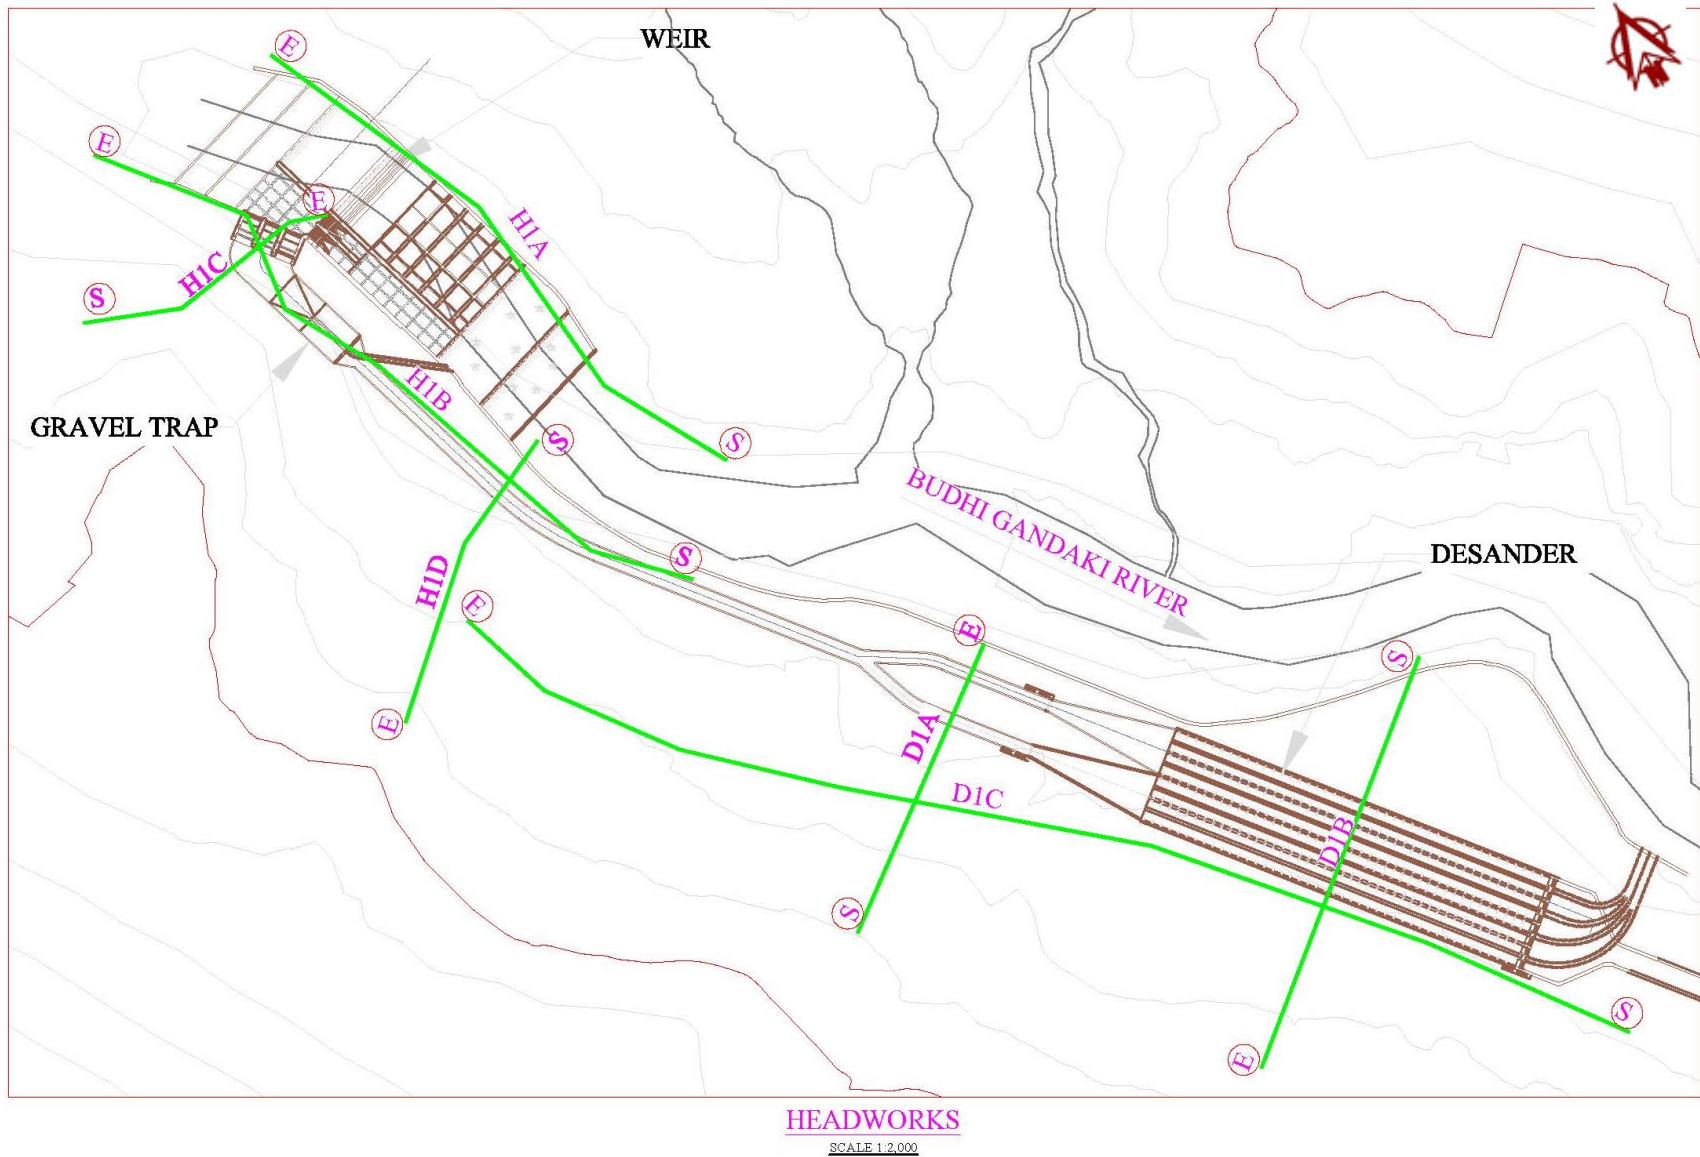 WEIR
E
E
E
H1A
H1C
S
H1B
GRAVEL TRAP
S
S
BUDHI GANDAKI RIVER
DESANDER
S
H1D
E
E
S
E
D1A
D1C
D1B
S
S
E
HEADWORKS
SCALE 1:2,000